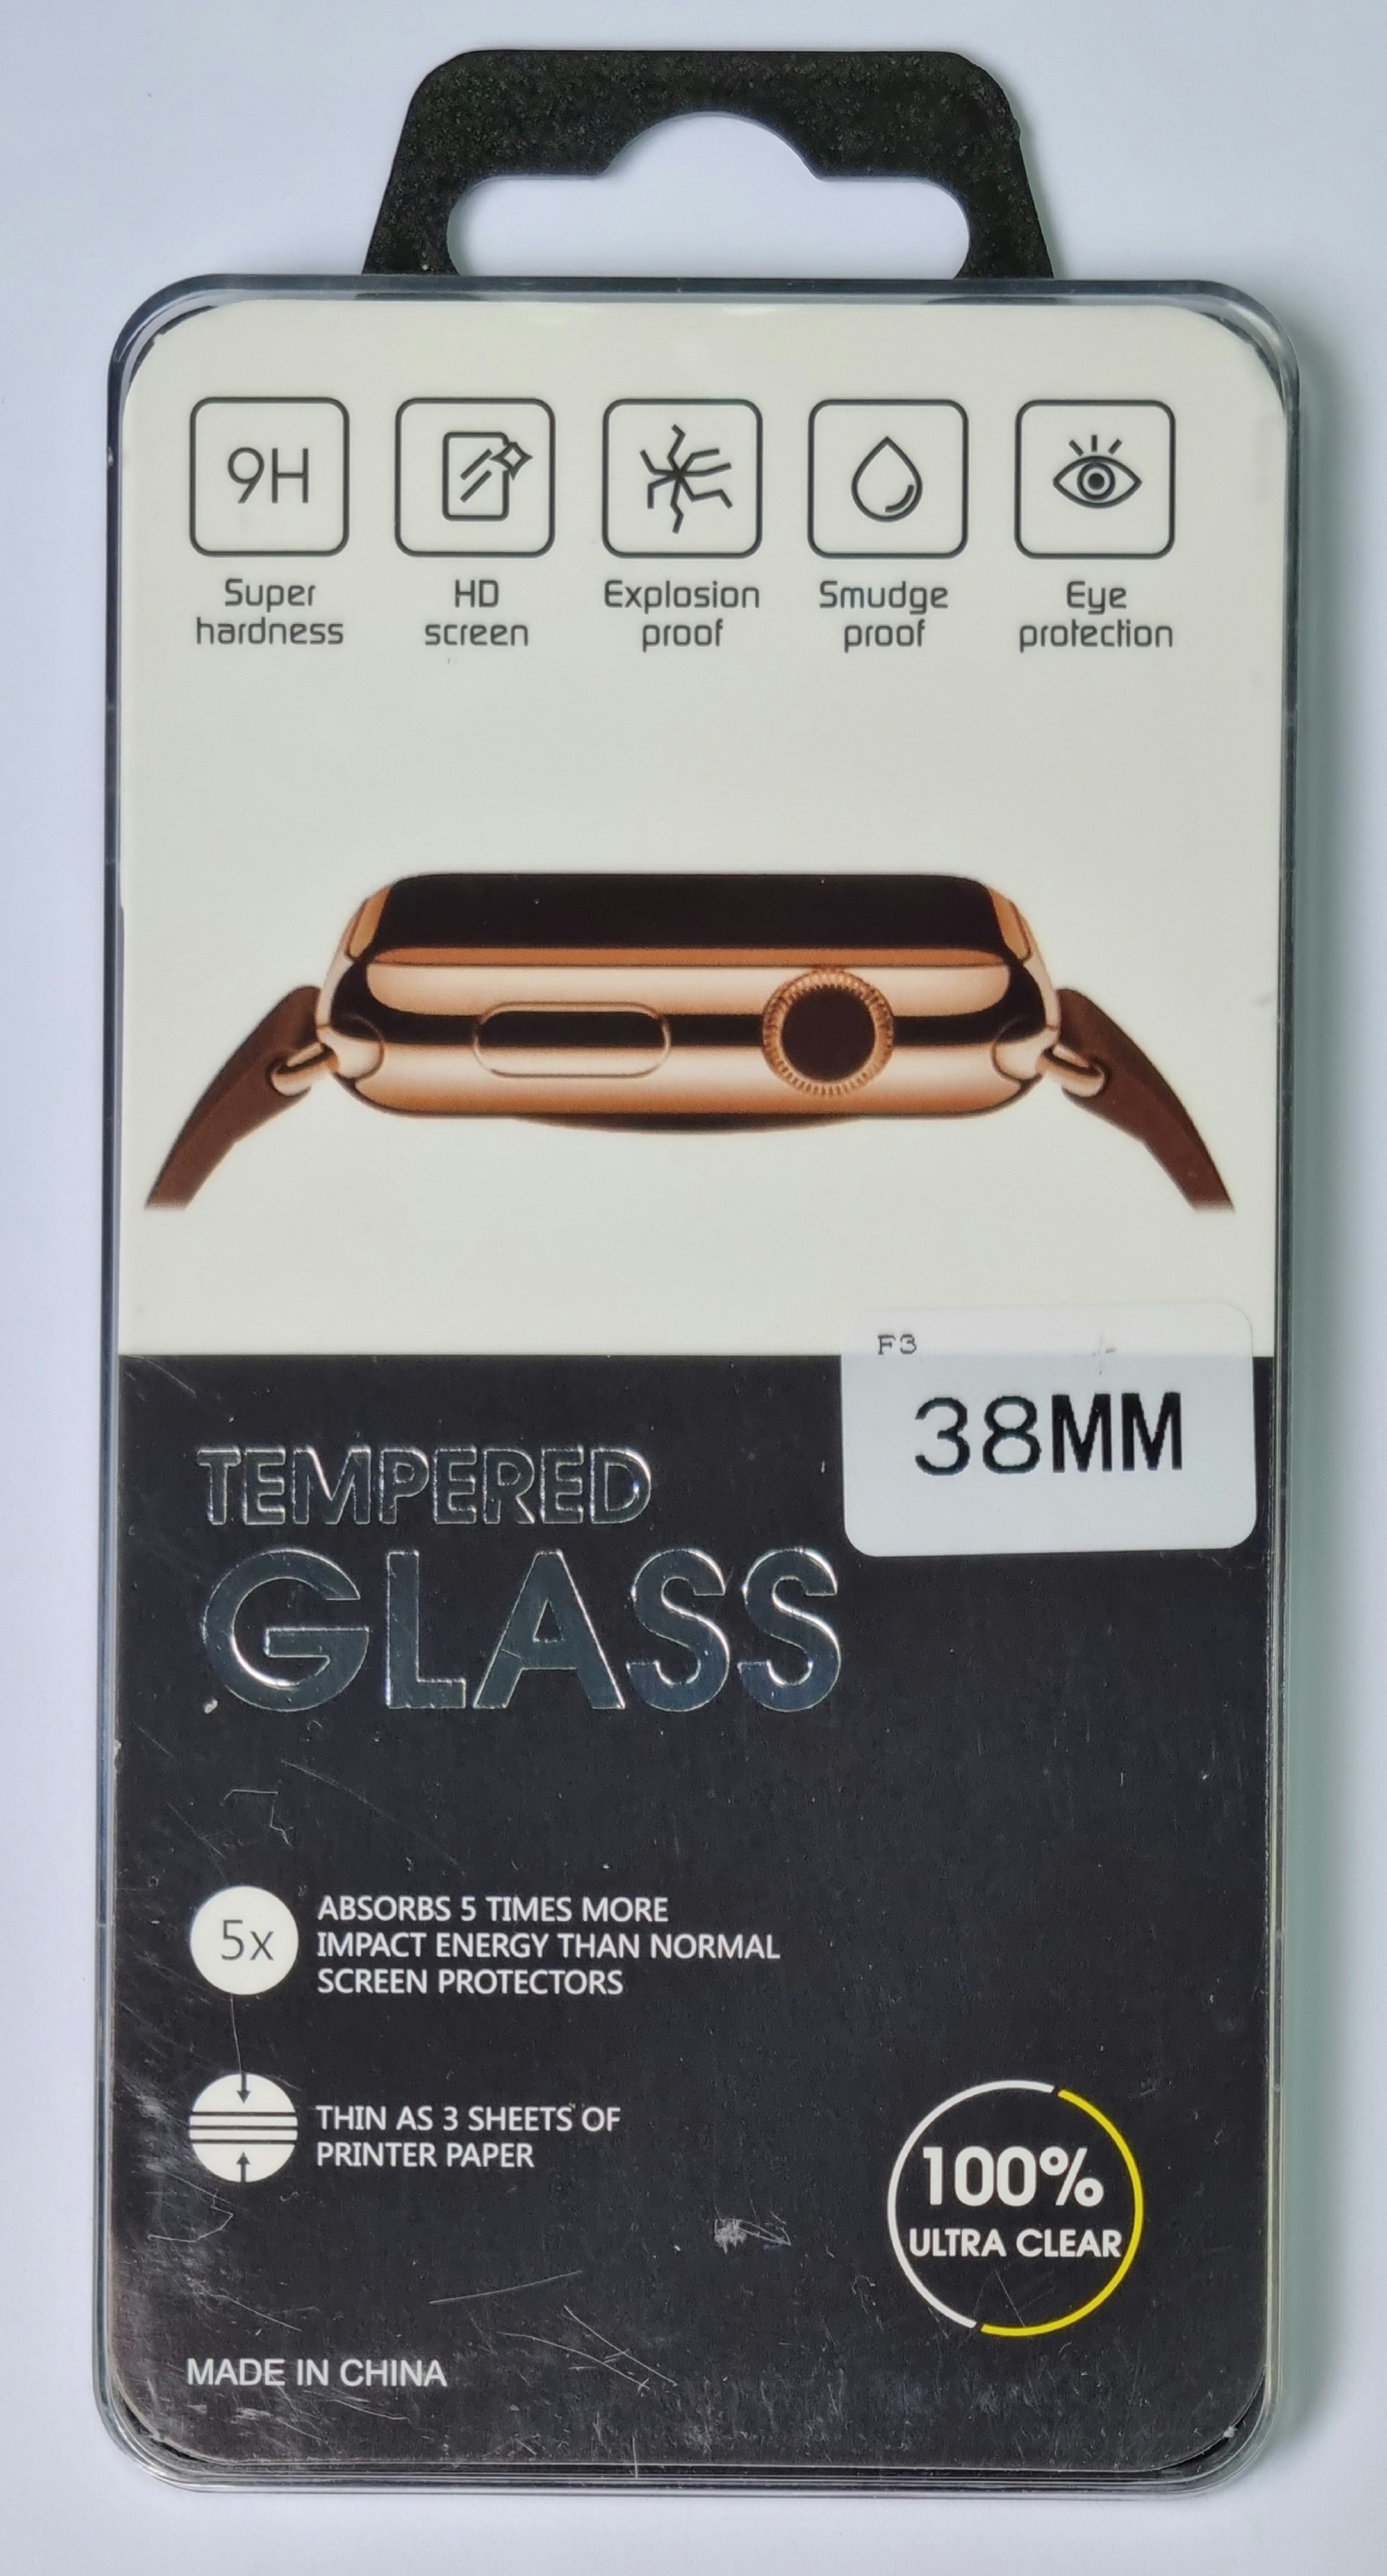 9H
Super
hardness
HD
screen
Explosion
proof
Smudge
proof
Eye
protection
F3
38MM
TEMPERED
GLASS
5x
ABSORBS 5 TIMES MORE
IMPACT ENERGY THAN NORMAL
SCREEN PROTECTORS
THIN AS 3 SHEETS OF
PRINTER PAPER
100%
ULTRA CLEAR
MADE IN CHINA